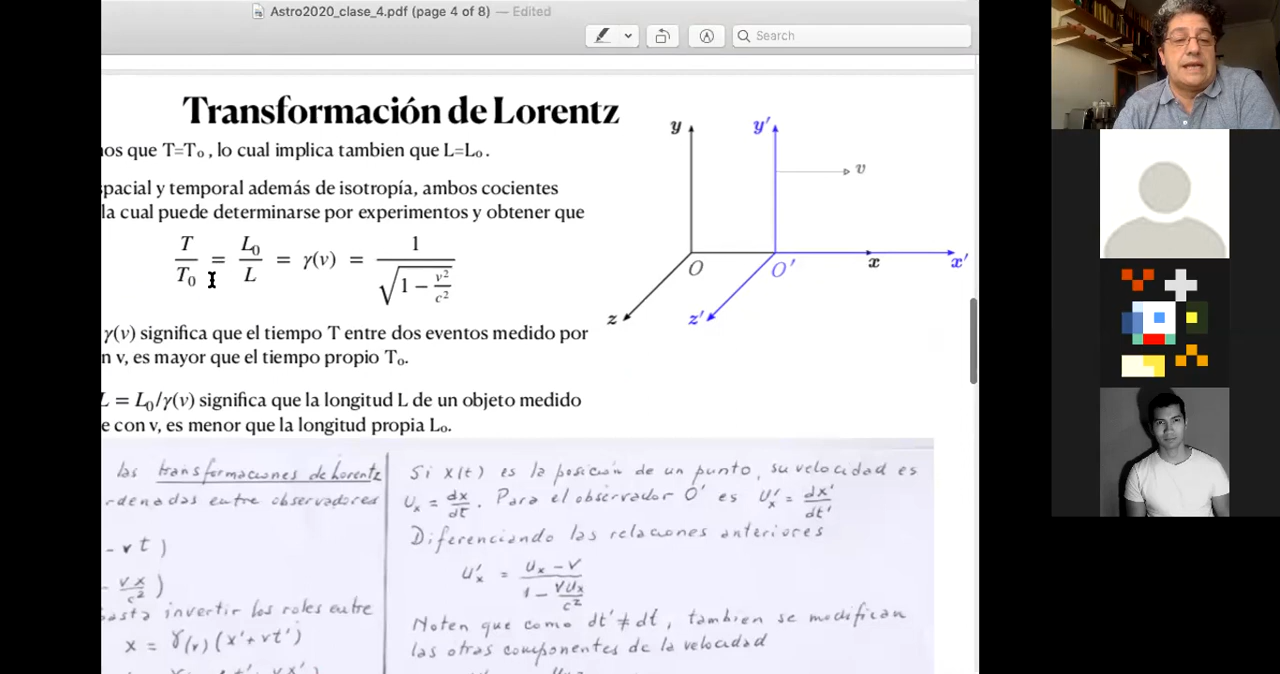 Astro2020_clase_4.pdf (page 4 of 8) — Edited
Search
Transformación de Lorentz
os que T=T₀ , lo cual implica tambien que L=L₀ .
spacial y temporal además de isotropía, ambos cocientes
la cual puede determinarse por experimentos y obtener que
T/T₀ = L₀/L = γ(v) = 1/√(1 − v²/c²)
γ(v) significa que el tiempo T entre dos eventos medido por
n v, es mayor que el tiempo propio T₀.
L = L₀/γ(v) significa que la longitud L de un objeto medido
e con v, es menor que la longitud propia L₀.
y
y'
v
O
O'
x
x'
z
z'
las transformaciones de Lorentz
rdenadas entre observadores
- vt )
- vx/c² )
basta invertir los roles entre
x = γ(v) (x'+ vt')
Si x(t) es la posición de un punto, su velocidad es
Ux = dx/dt . Para el observador O' es U'x = dx'/dt'
Diferenciando las relaciones anteriores
U'x = (Ux - V)/(1 - VUx/c²)
Noten que como dt' ≠ dt, tambien se modifican
las otras componentes de la velocidad